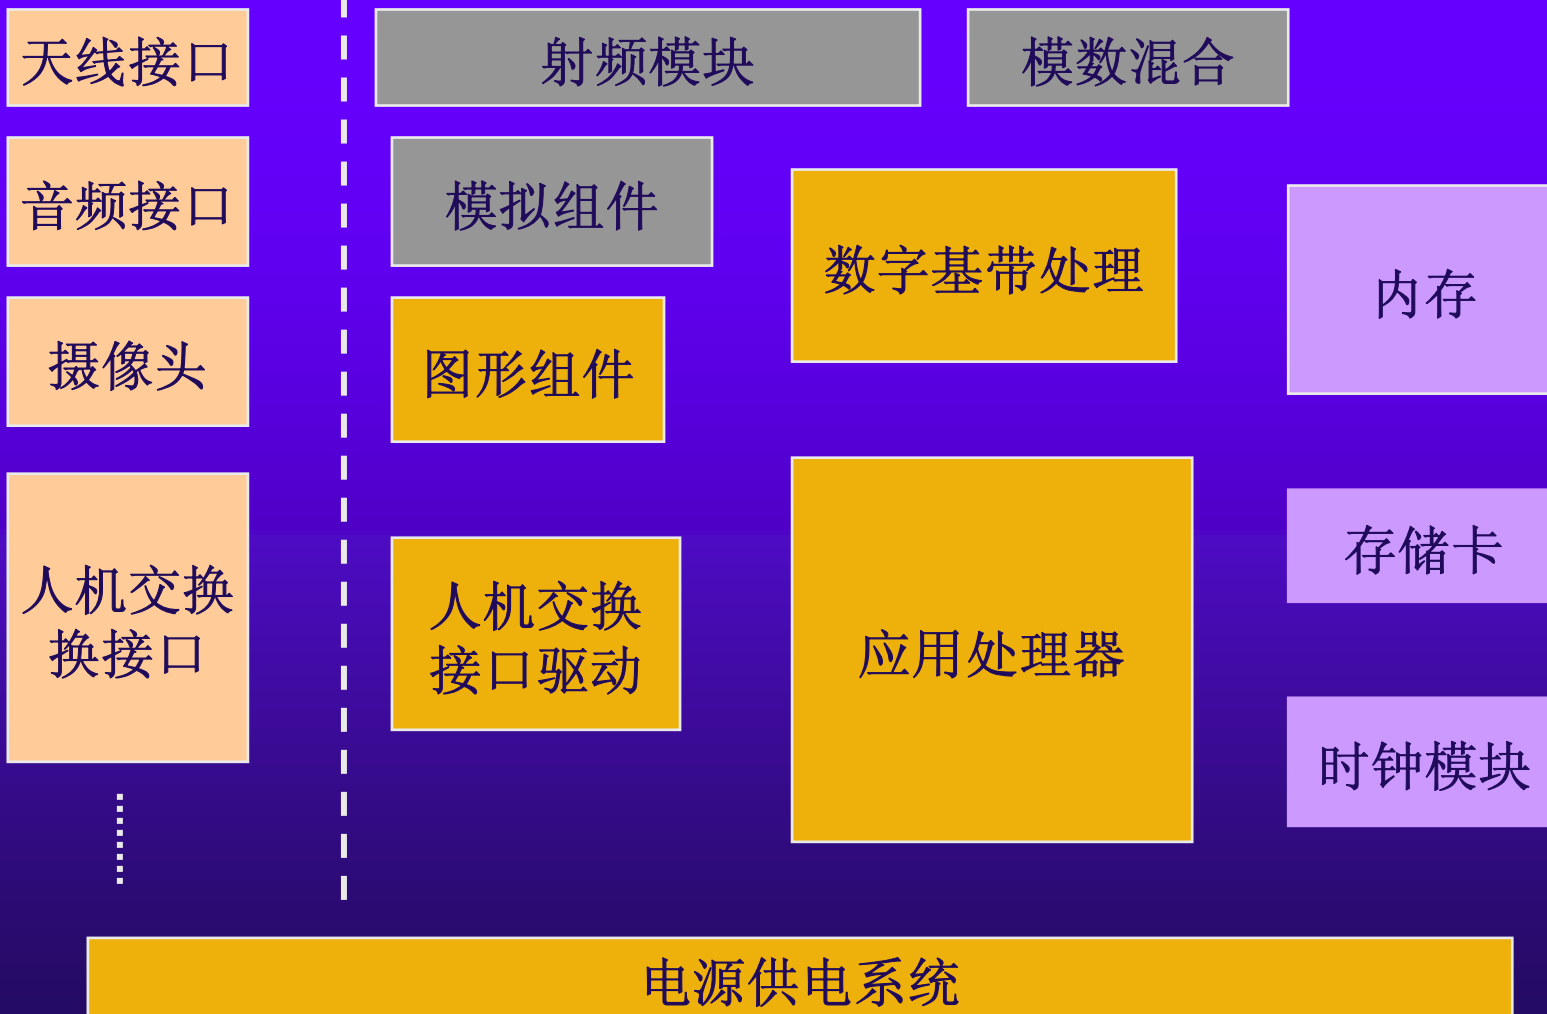 天线接口
射频模块
模数混合
音频接口
模拟组件
数字基带处理
内存
摄像头
图形组件
人机交换
换接口
人机交换
接口驱动
应用处理器
存储卡
时钟模块
电源供电系统